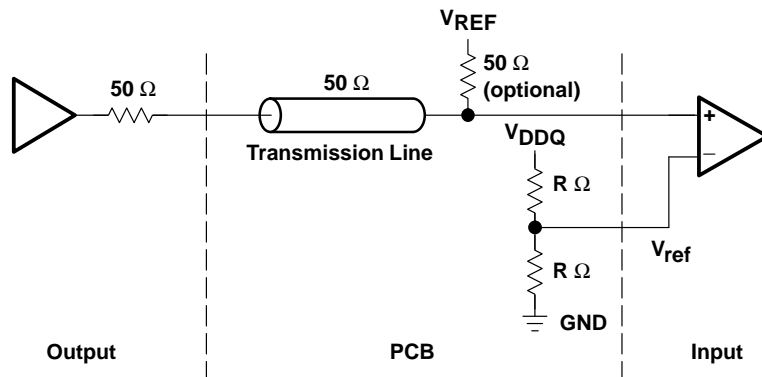 VREF
50 Ω
50 Ω
50 Ω
(optional)
+
VDDQ
Transmission Line
−
R Ω
Vref
R Ω
GND
Output
PCB
Input